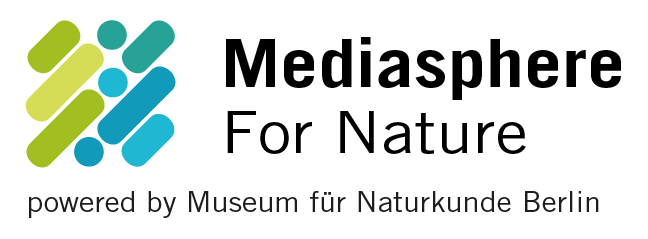 Mediasphere
For Nature
powered by Museum für Naturkunde Berlin